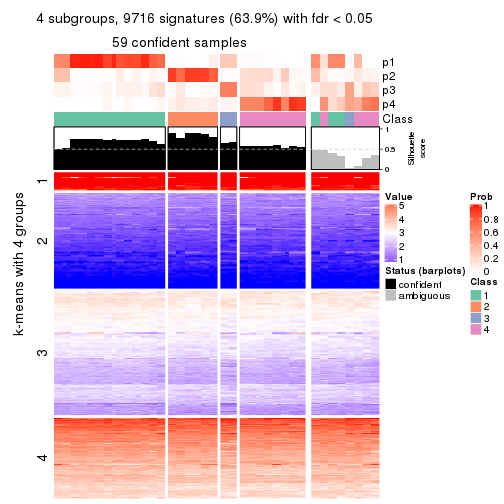 4 subgroups, 9716 signatures (63.9%) with fdr < 0.05
59 confident samples
p1
p2
p3
p4
Class
1
0.5
0
Silhouette
score
k-means with 4 groups
1
2
3
4
Value
5
4
3
2
1
Status (barplots)
confident
ambiguous
Prob
1
0.8
0.6
0.4
0.2
0
Class
1
2
3
4